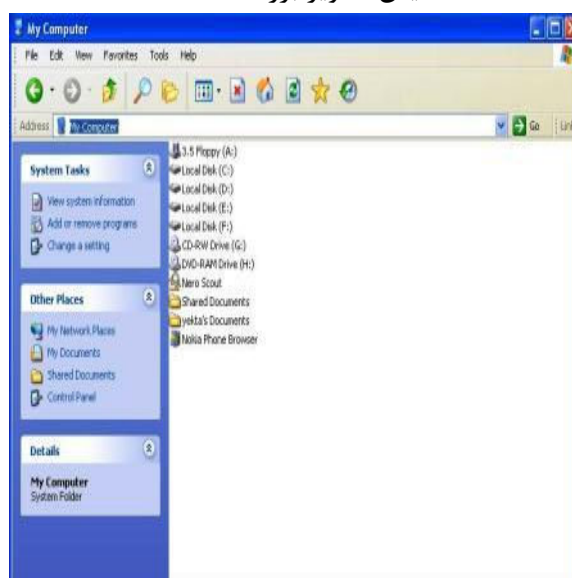 My Computer
File Edit View Favorites Tools Help
Address My Computer Go Lin
System Tasks
View system information
Add or remove programs
Change a setting
Other Places
My Network Places
My Documents
Shared Documents
Control Panel
Details
My Computer
System Folder
3.5 Floppy (A:)
Local Disk (C:)
Local Disk (D:)
Local Disk (E:)
Local Disk (F:)
CD-RW Drive (G:)
DVD-RAM Drive (H:)
Nero Scout
Shared Documents
yekta's Documents
Nokia Phone Browser